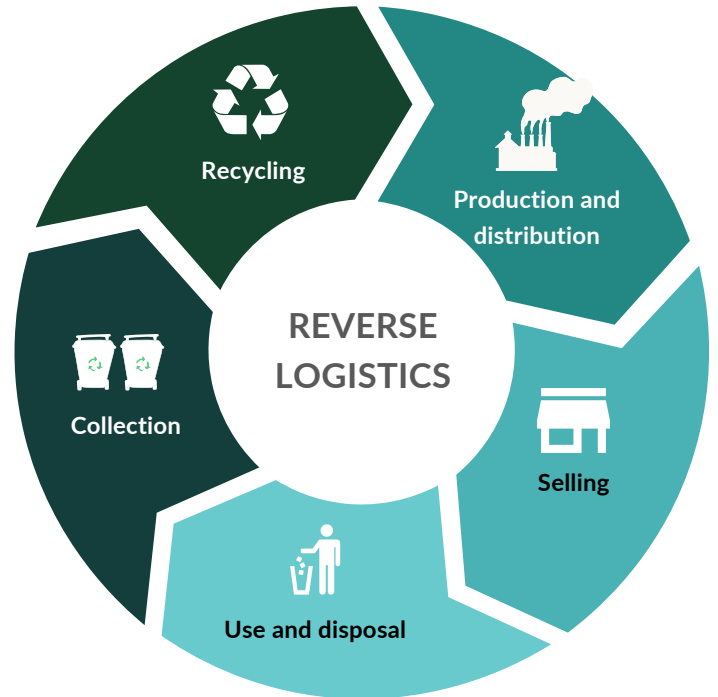 Recycling
Production and
distribution
REVERSE
LOGISTICS
Collection
Selling
Use and disposal